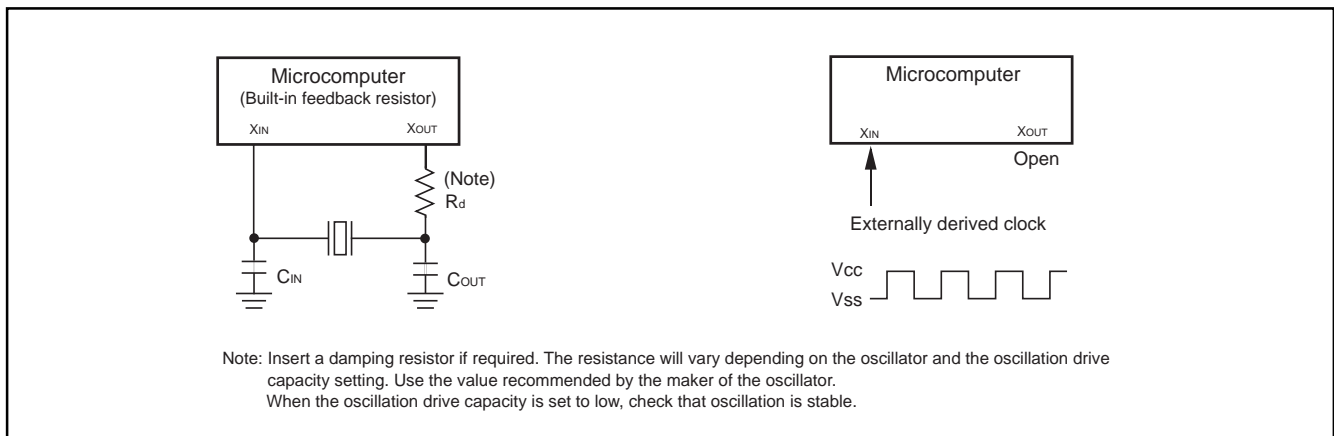 Microcomputer
(Built-in feedback resistor)
XIN XOUT
(Note)
Rd
CIN
COUT
Microcomputer
XIN XOUT
Open
Externally derived clock
Vcc
Vss
Note: Insert a damping resistor if required. The resistance will vary depending on the oscillator and the oscillation drive
capacity setting. Use the value recommended by the maker of the oscillator.
When the oscillation drive capacity is set to low, check that oscillation is stable.